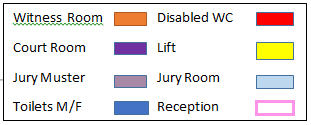 Witness Room Disabled WC
Court Room Lift
Jury Muster Jury Room
Toilets M/F Reception